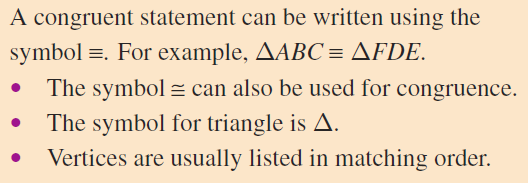 A congruent statement can be written using the
symbol ≡. For example, ΔABC ≡ ΔFDE.
• The symbol ≅ can also be used for congruence.
• The symbol for triangle is Δ.
• Vertices are usually listed in matching order.